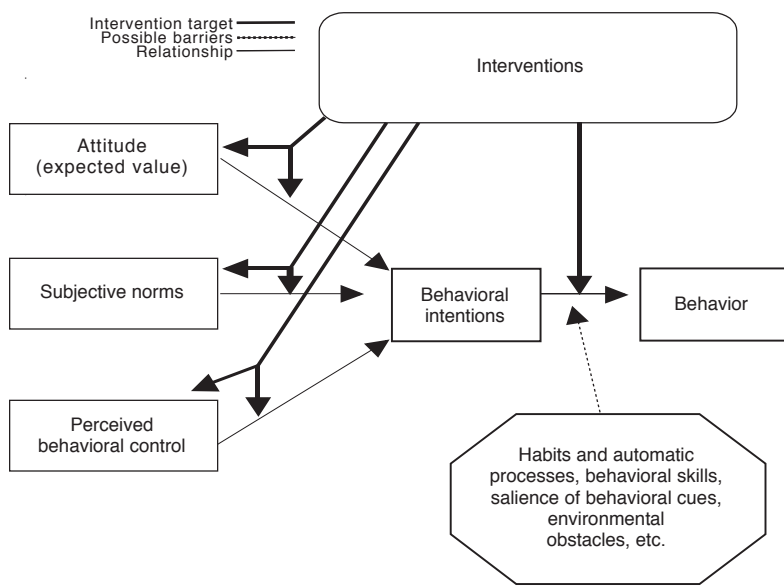 Intervention target
Possible barriers
Relationship
Interventions
Attitude
(expected value)
Subjective norms
Behavioral
intentions
Behavior
Perceived
behavioral control
Habits and automatic
processes, behavioral skills,
salience of behavioral cues,
environmental
obstacles, etc.